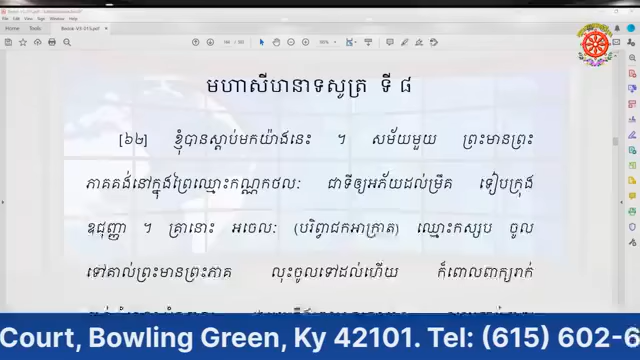 Home Tools
មហាសីហនាទសូត្រ ទី ៨
[៦២] ខ្ញុំបានស្តាប់មកយ៉ាងនេះ ។ សម័យមួយ ព្រះមានព្រះ
ភាគគង់នៅក្នុងព្រៃឈ្មោះកណ្ណកថលៈ ជាទីឲ្យអភ័យដល់ម្រឹគ ទៀបក្រុង
ឧជុញ្ញា ។ គ្រានោះ អចេលៈ (បរិព្វាជកអាក្រាត) ឈ្មោះកស្សប ចូល
ទៅគាល់ព្រះមានព្រះភាគ លុះចូលទៅដល់ហើយ ក៏ពោលពាក្យរាក់
Court, Bowling Green, Ky 42101. Tel: (615) 602-6